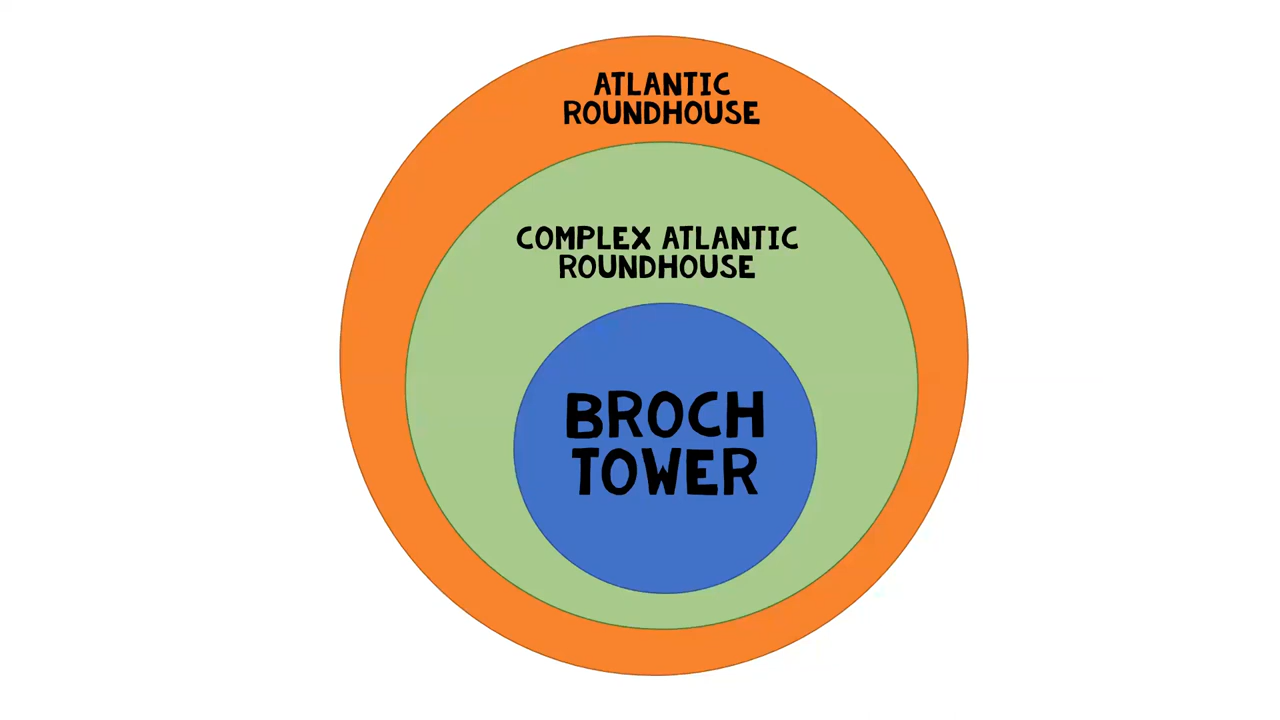 ATLANTIC
ROUNDHOUSE
COMPLEX ATLANTIC
ROUNDHOUSE
BROCH
TOWER